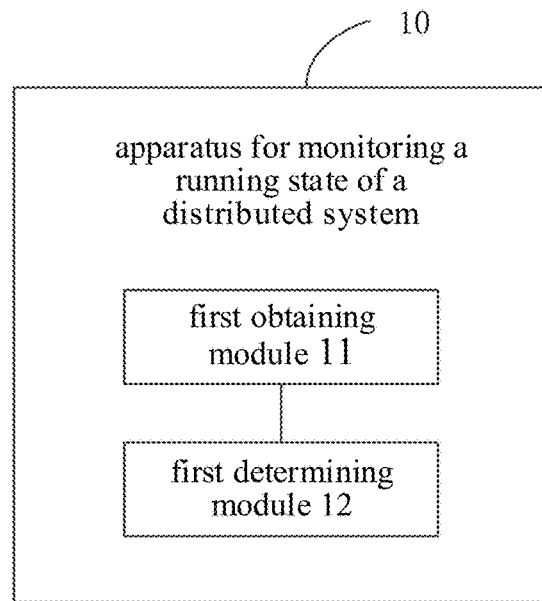 10
apparatus for monitoring a
running state of a
distributed system
first obtaining
module 11
first determining
module 12